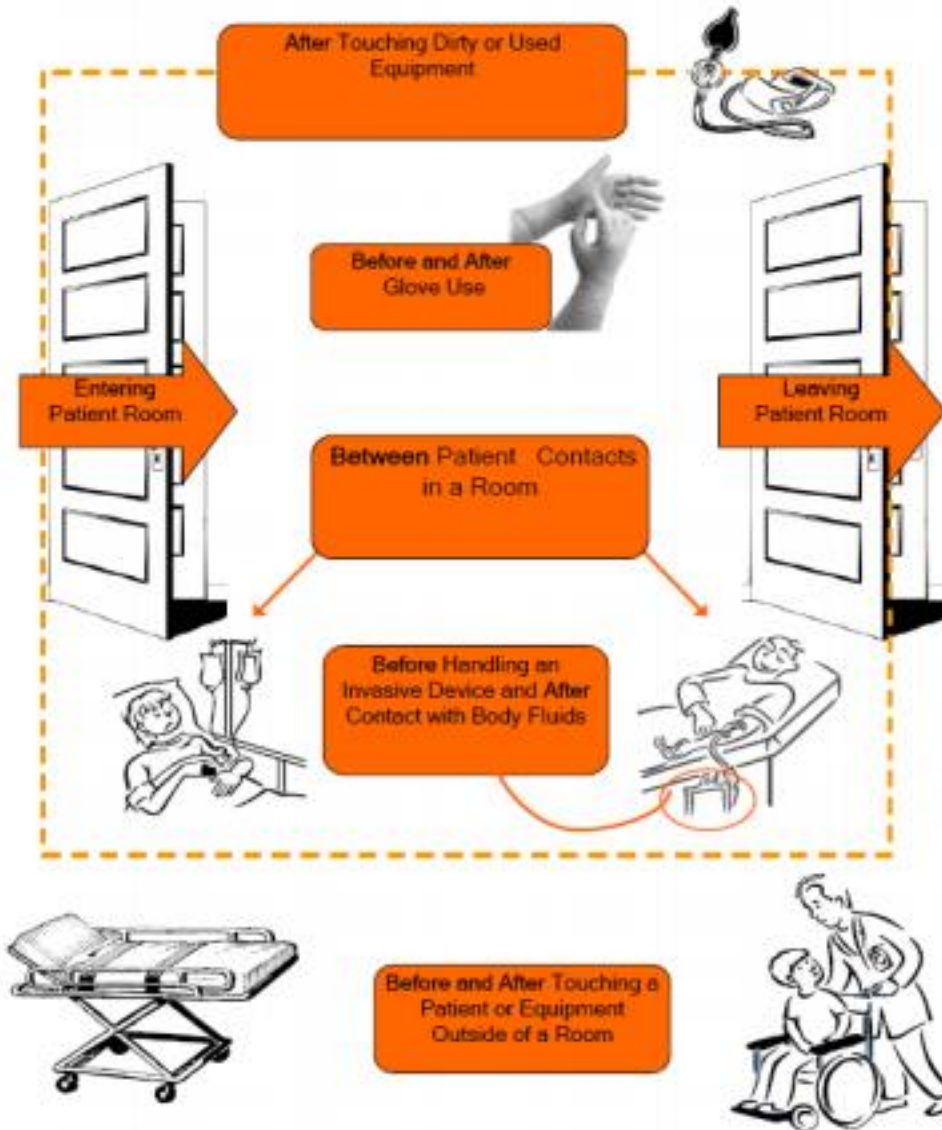 After Touching Dirty or Used
Equipment
Before and After
Glove Use
Entering
Patient Room
Leaving
Patient Room
Between Patient Contacts
in a Room
Before Handling an
Invasive Device and After
Contact with Body Fluids
Before and After Touching a
Patient or Equipment
Outside of a Room